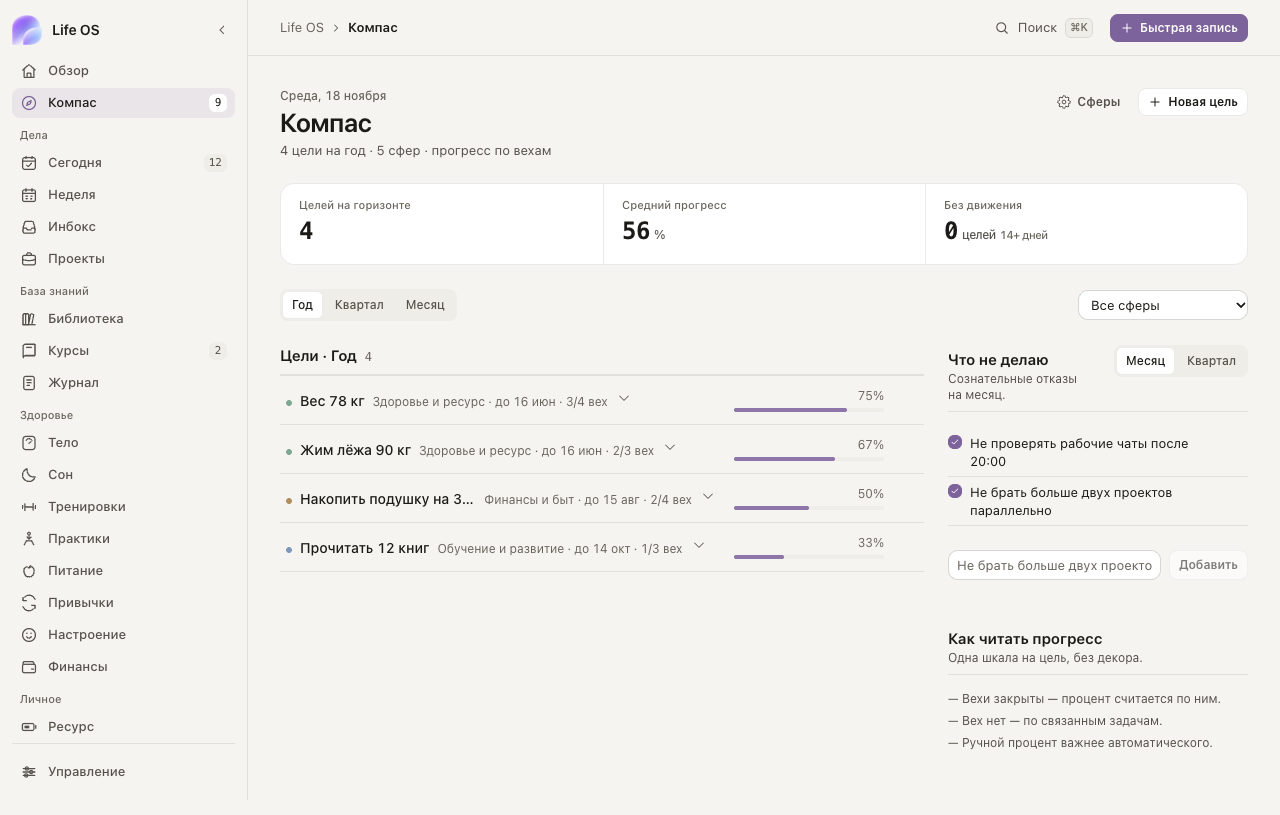 Life OS
Обзор
Компас 9
Дела
Сегодня 12
Неделя
Инбокс
Проекты
База знаний
Библиотека
Курсы 2
Журнал
Здоровье
Тело
Сон
Тренировки
Практики
Питание
Привычки
Настроение
Финансы
Личное
Ресурс
Управление
Life OS > Компас
Поиск ⌘K
+ Быстрая запись
Среда, 18 ноября
Компас
4 цели на год · 5 сфер · прогресс по вехам
Сферы
+ Новая цель
Целей на горизонте
4
Средний прогресс
56 %
Без движения
0 целей 14+ дней
Год Квартал Месяц
Все сферы
Цели · Год 4
Вес 78 кг Здоровье и ресурс · до 16 июн · 3/4 вех 75%
Жим лёжа 90 кг Здоровье и ресурс · до 16 июн · 2/3 вех 67%
Накопить подушку на 3... Финансы и быт · до 15 авг · 2/4 вех 50%
Прочитать 12 книг Обучение и развитие · до 14 окт · 1/3 вех 33%
Что не делаю
Сознательные отказы
на месяц.
Месяц Квартал
Не проверять рабочие чаты после
20:00
Не брать больше двух проектов
параллельно
Не брать больше двух проекто
Добавить
Как читать прогресс
Одна шкала на цель, без декора.
— Вехи закрыты — процент считается по ним.
— Вех нет — по связанным задачам.
— Ручной процент важнее автоматического.